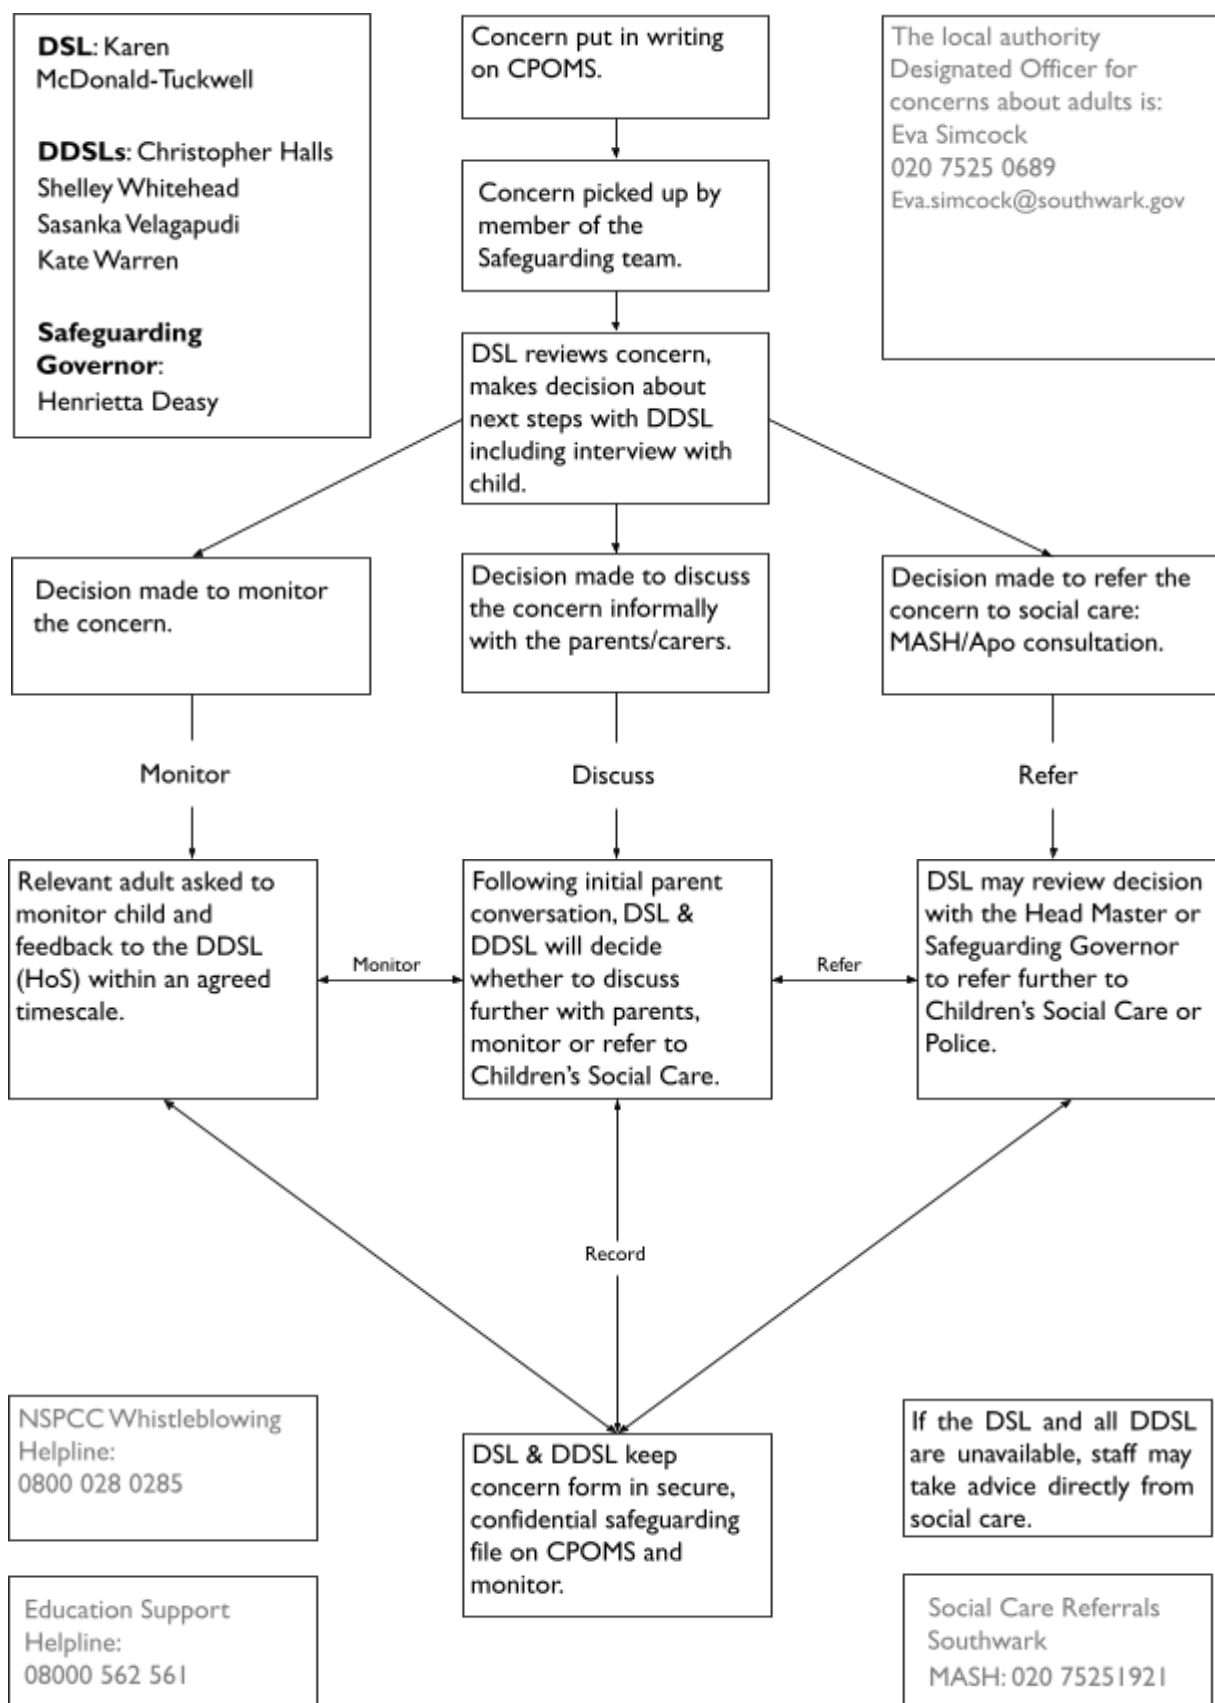 DSL: Karen
McDonald-Tuckwell
DDSLs: Christopher Halls
Shelley Whitehead
Sasanka Velagapudi
Kate Warren
Safeguarding
Governor:
Henrietta Deasy
Concern put in writing
on CPOMS.
The local authority
Designated Officer for
concerns about adults is:
Eva Simcock
020 7525 0689
Eva.simcock@southwark.gov
Concern picked up by
member of the
Safeguarding team.
DSL reviews concern,
makes decision about
next steps with DDSL
including interview with
child.
Decision made to monitor
the concern.
Decision made to discuss
the concern informally
with the parents/carers.
Decision made to refer the
concern to social care:
MASH/Apo consultation.
Monitor
Discuss
Refer
Relevant adult asked to
monitor child and
feedback to the DDSL
(HoS) within an agreed
timescale.
Monitor
Following initial parent
conversation, DSL &
DDSL will decide
whether to discuss
further with parents,
monitor or refer to
Children's Social Care.
Refer
DSL may review decision
with the Head Master or
Safeguarding Governor
to refer further to
Children's Social Care or
Police.
Record
NSPCC Whistleblowing
Helpline:
0800 028 0285
DSL & DDSL keep
concern form in secure,
confidential safeguarding
file on CPOMS and
monitor.
If the DSL and all DDSL
are unavailable, staff may
take advice directly from
social care.
Education Support
Helpline:
08000 562 561
Social Care Referrals
Southwark
MASH: 020 75251921